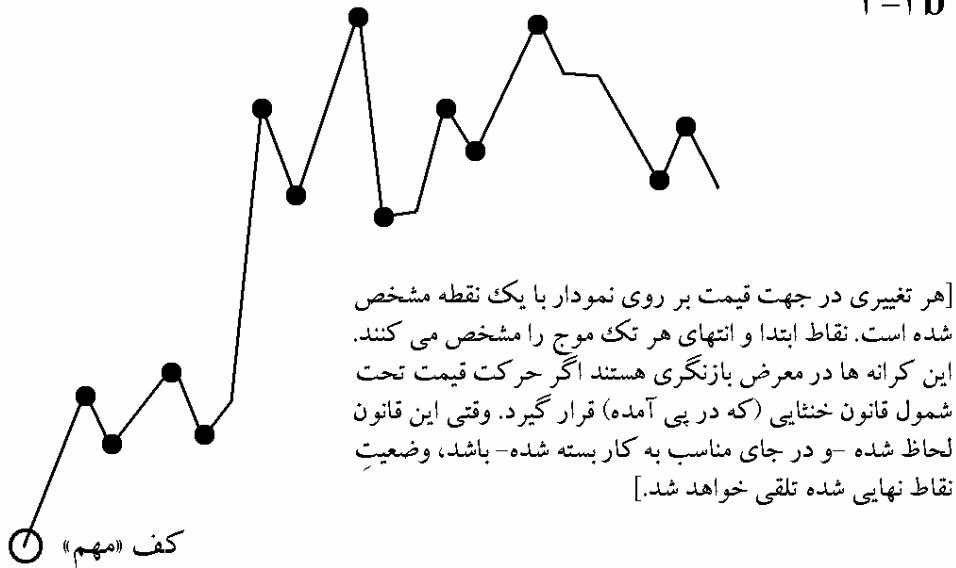 ۳-۱b
[هر تغییری در جهت قیمت بر روی نمودار با یک نقطه مشخص
شده است. نقاط ابتدا و انتهای هر تک موج را مشخص می کنند.
این کرانه ها در معرض بازنگری هستند اگر حرکت قیمت تحت
شمول قانون خنثایی (که در پی آمده) قرار گیرد. وقتی این قانون
لحاظ شده -و در جای مناسب به کار بسته شده- باشد، وضعیتِ
نقاط نهایی شده تلقی خواهد شد.]
کف «مهم»